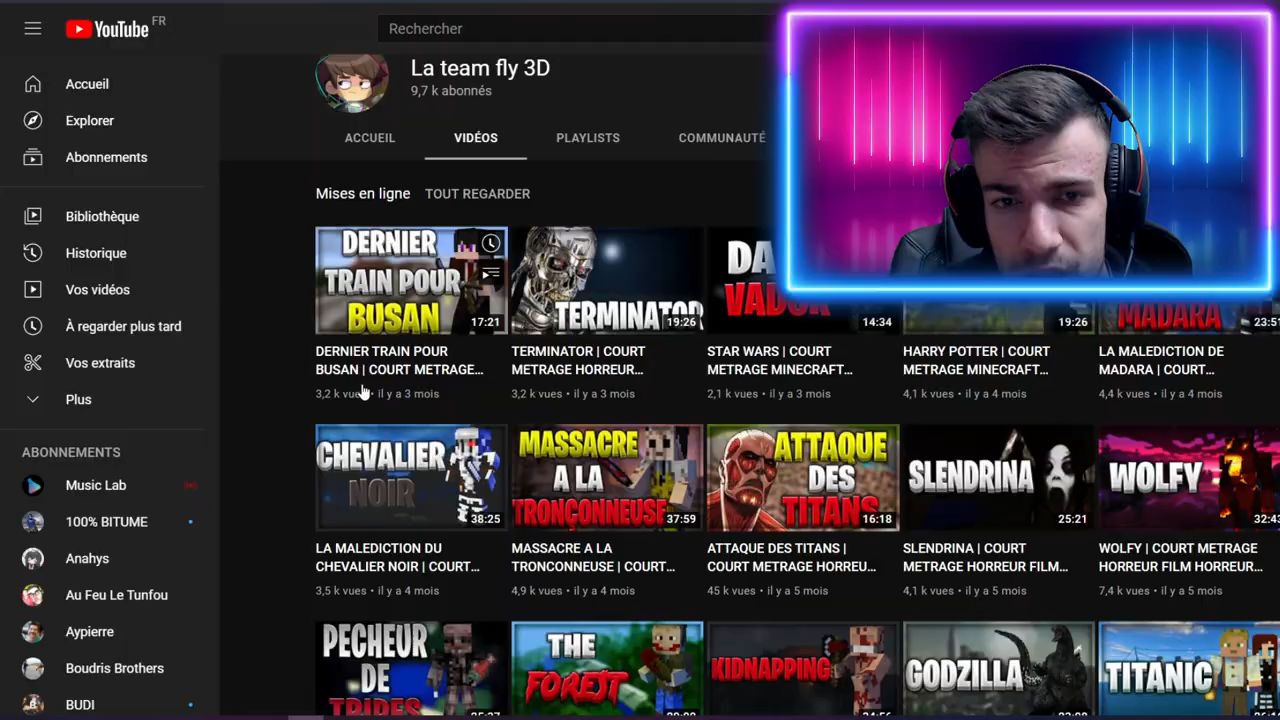 YouTube FR
Rechercher
Accueil
Explorer
Abonnements
Bibliothèque
Historique
Vos vidéos
À regarder plus tard
Vos extraits
Plus
ABONNEMENTS
Music Lab
100% BITUME
Anahys
Au Feu Le Tunfou
Aypierre
Boudris Brothers
BUDI
La team fly 3D
9,7 k abonnés
ACCUEIL
VIDÉOS
PLAYLISTS
COMMUNAUTÉ
Mises en ligne
TOUT REGARDER
DERNIER
TRAIN POUR
BUSAN
17:21
DERNIER TRAIN POUR
BUSAN | COURT METRAGE...
3,2 k vues • il y a 3 mois
TERMINATOR
19:26
TERMINATOR | COURT
METRAGE HORREUR...
3,2 k vues • il y a 3 mois
DA
VADOR
14:34
STAR WARS | COURT
METRAGE MINECRAFT...
2,1 k vues • il y a 3 mois
19:26
HARRY POTTER | COURT
METRAGE MINECRAFT...
4,1 k vues • il y a 4 mois
MADARA
23:51
LA MALEDICTION DE
MADARA | COURT...
4,4 k vues • il y a 4 mois
CHEVALIER
NOIR
38:25
LA MALEDICTION DU
CHEVALIER NOIR | COURT...
3,5 k vues • il y a 4 mois
MASSACRE
A LA
TRONÇONNEUSE
37:59
MASSACRE A LA
TRONCONNEUSE | COURT...
4,9 k vues • il y a 4 mois
ATTAQUE
DES
TITANS
16:18
ATTAQUE DES TITANS |
COURT METRAGE HORREU...
45 k vues • il y a 5 mois
SLENDRINA
25:21
SLENDRINA | COURT
METRAGE HORREUR FILM...
4,1 k vues • il y a 5 mois
WOLFY
32:43
WOLFY | COURT METRAGE
HORREUR FILM HORREUR...
7,4 k vues • il y a 5 mois
PECHEUR
DE
TRIPES
THE
FOREST
KIDNAPPING
GODZILLA
TITANIC